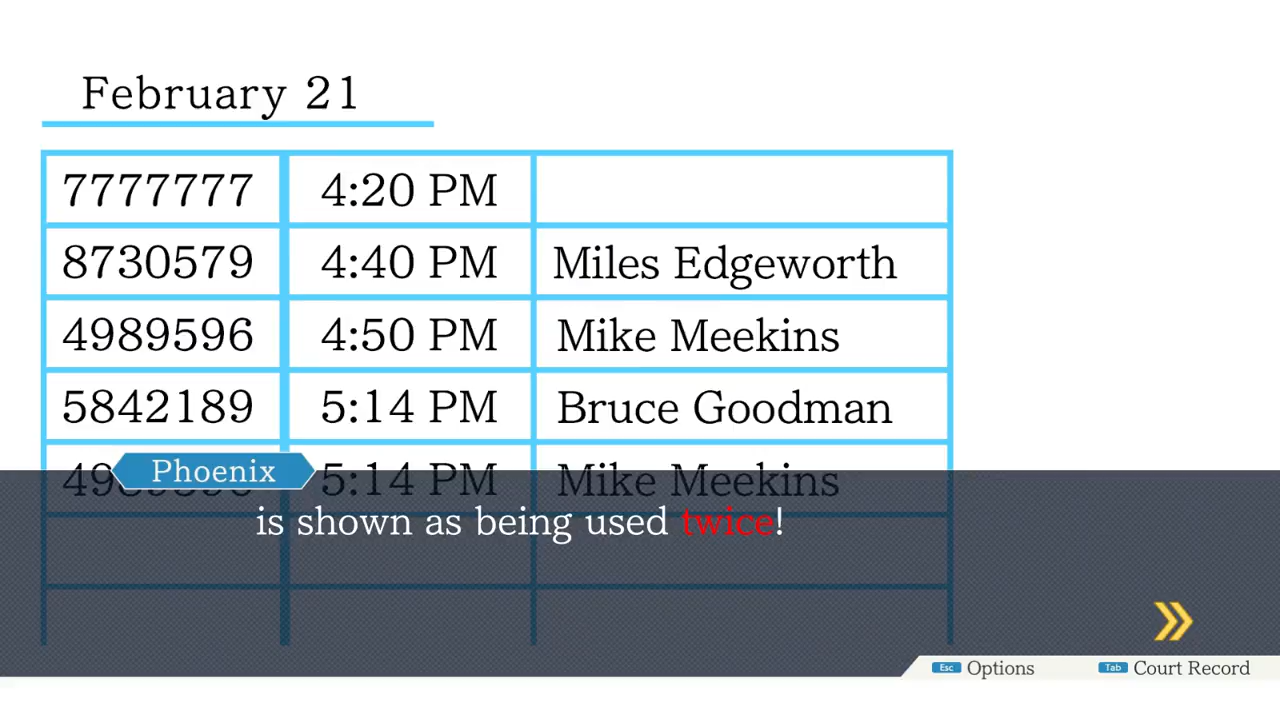 February 21
7777777 4:20 PM
8730579 4:40 PM Miles Edgeworth
4989596 4:50 PM Mike Meekins
5842189 5:14 PM Bruce Goodman
4989596 5:14 PM Mike Meekins
Phoenix
is shown as being used twice!
Esc Options Tab Court Record